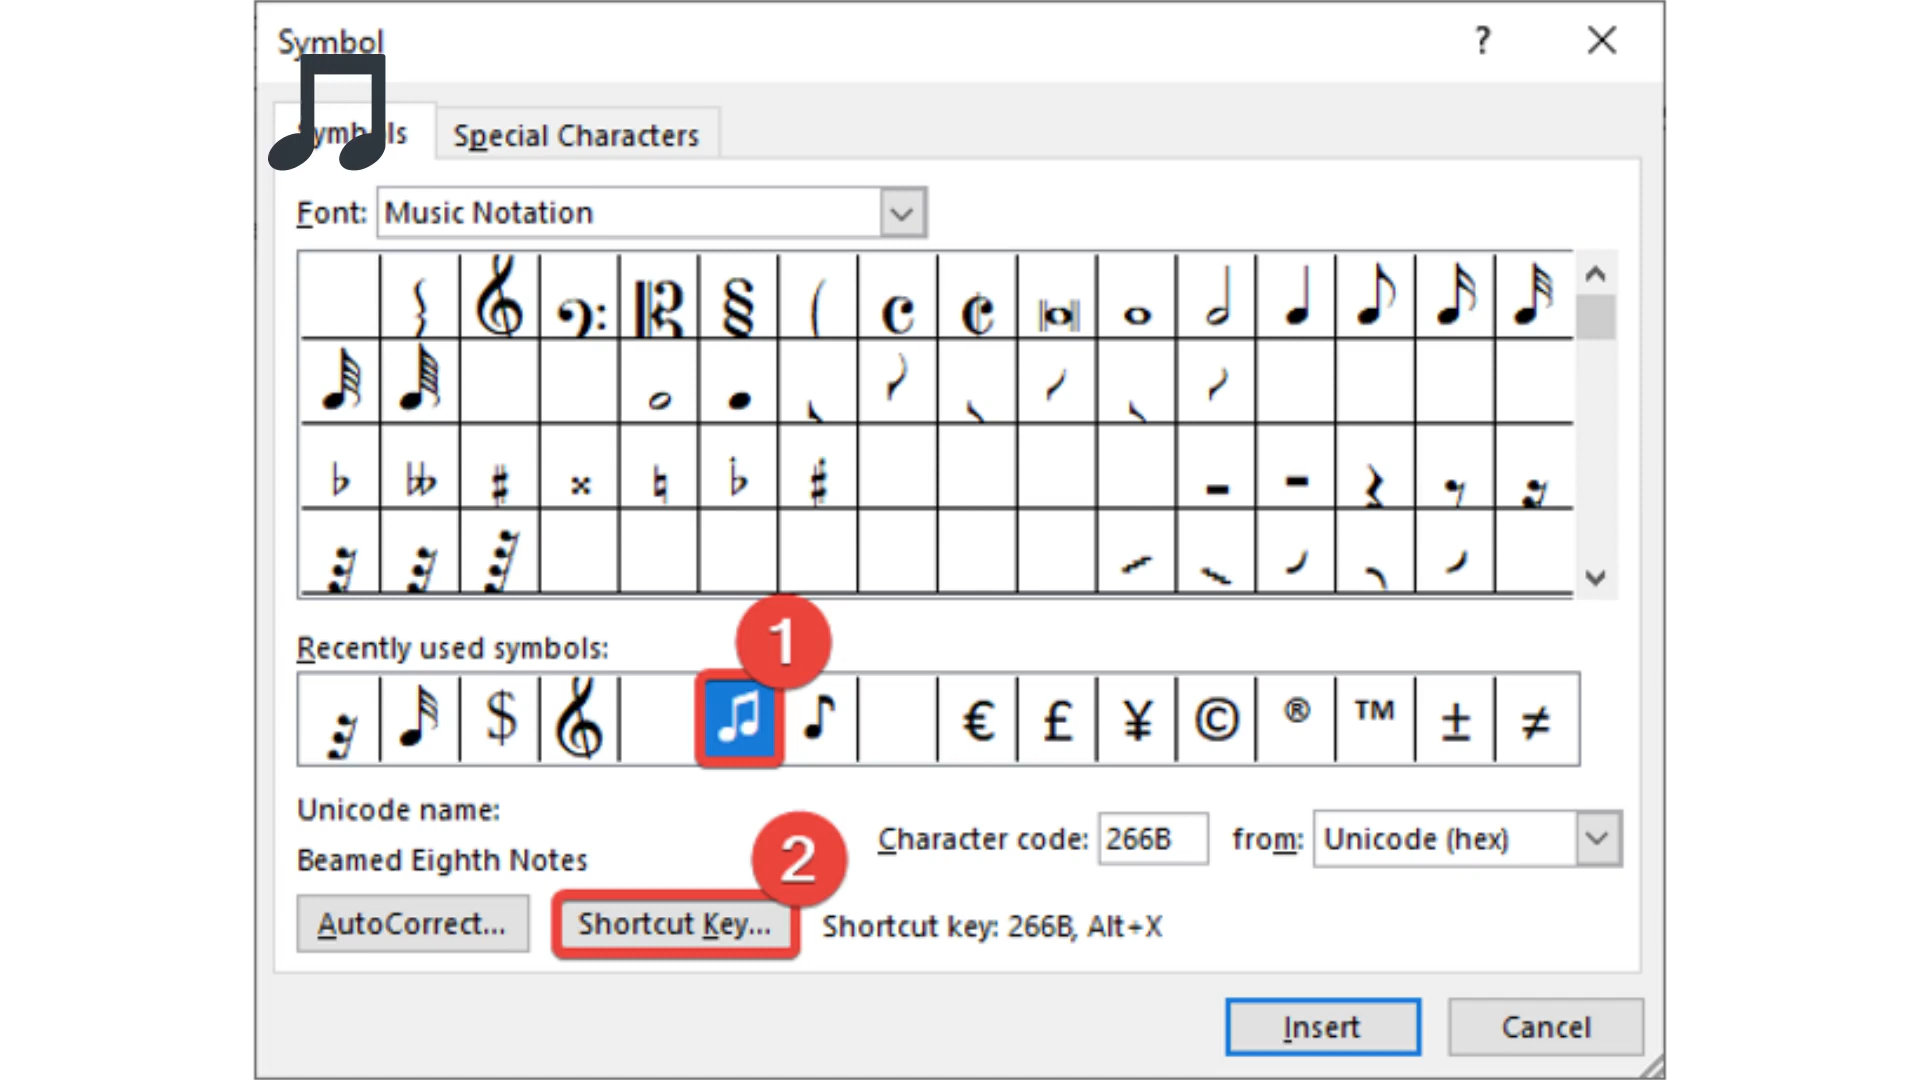 Symbol
?
Symbols Special Characters
Font: Music Notation
1
Recently used symbols:
$ ♫ ♪ € £ ¥ © ® ™ ± ≠
Unicode name:
Beamed Eighth Notes
2
Character code: 266B from: Unicode (hex)
AutoCorrect... Shortcut Key... Shortcut key: 266B, Alt+X
Insert Cancel